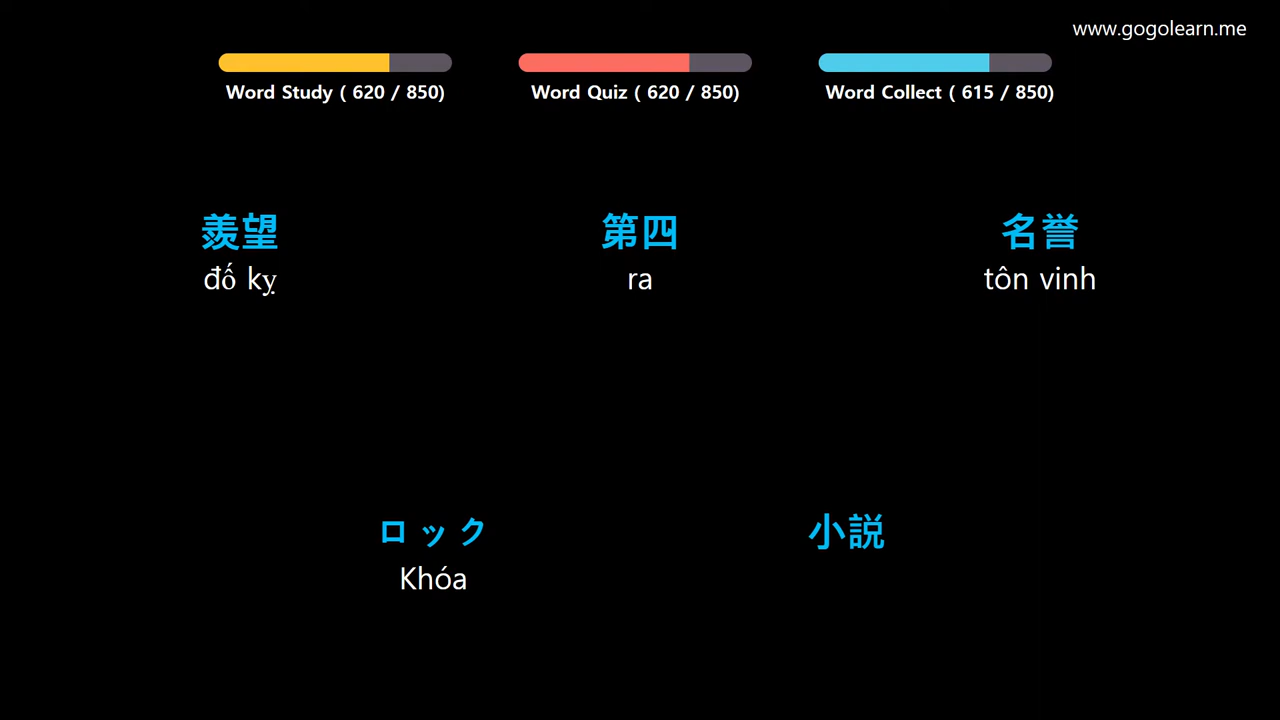 www.gogolearn.me
Word Study ( 620 / 850)
Word Quiz ( 620 / 850)
Word Collect ( 615 / 850)
羨望
đố kỵ
第四
ra
名誉
tôn vinh
ロック
Khóa
小説